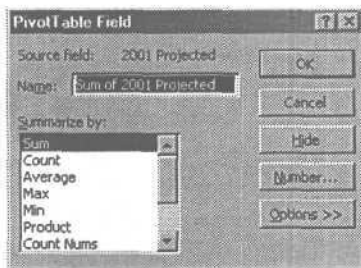 PivotTable Field
Source field: 2001 Projected
Name: Sum of 2001 Projected
OK
Cancel
Hide
Number...
Options >>
Summarize by:
Sum
Count
Average
Max
Min
Product
Count Nums